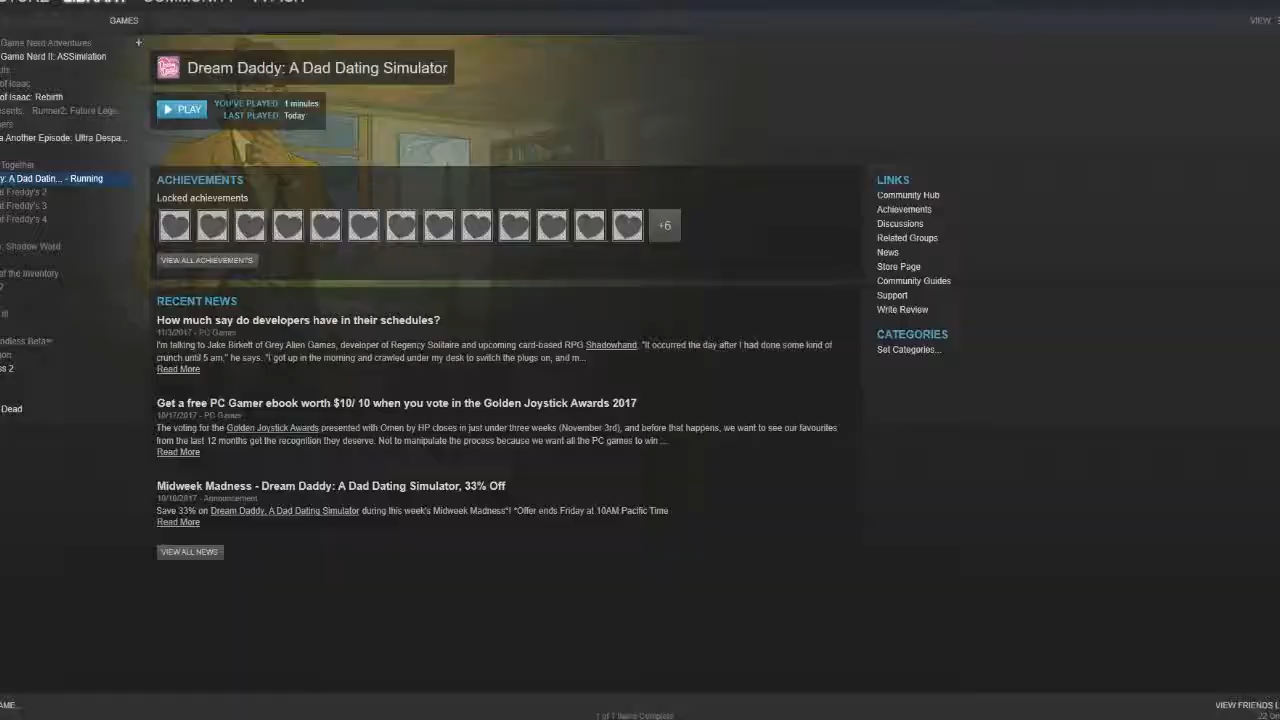 LIBRARY COMMUNITY
GAMES
VIEW
Game Nerd Adventures
+
Game Nerd II: ASSimilation
of Isaac
of Isaac: Rebirth
Runner2: Future Lege...
a Another Episode: Ultra Despa...
Together
y: A Dad Datin... - Running
Freddy's 2
Freddy's 3
Freddy's 4
Shadow Ward
of the Inventory
2
ndless Beta
2
Dead
Dream Daddy: A Dad Dating Simulator
PLAY
YOU'VE PLAYED 1 minutes
LAST PLAYED Today
ACHIEVEMENTS
Locked achievements
+6
VIEW ALL ACHIEVEMENTS
RECENT NEWS
How much say do developers have in their schedules?
11/3/2017 - PC Gamer
I'm talking to Jake Birkett of Grey Alien Games, developer of Regency Solitaire and upcoming card-based RPG Shadowhand. "It occurred the day after I had done some kind of
crunch until 5 am," he says. "I got up in the morning and crawled under my desk to switch the plugs on, and m...
Read More
Get a free PC Gamer ebook worth $10/ 10 when you vote in the Golden Joystick Awards 2017
10/17/2017 - PC Gamer
The voting for the Golden Joystick Awards presented with Omen by HP closes in just under three weeks (November 3rd), and before that happens, we want to see our favourites
from the last 12 months get the recognition they deserve. Not to manipulate the process because we want all the PC games to win ...
Read More
Midweek Madness - Dream Daddy: A Dad Dating Simulator, 33% Off
10/10/2017 - Announcement
Save 33% on Dream Daddy: A Dad Dating Simulator during this week's Midweek Madness*! *Offer ends Friday at 10AM Pacific Time
Read More
VIEW ALL NEWS
LINKS
Community Hub
Achievements
Discussions
Related Groups
News
Store Page
Community Guides
Support
Write Review
CATEGORIES
Set Categories...
AME...
1 of 1 Items Complete
VIEW FRIENDS L